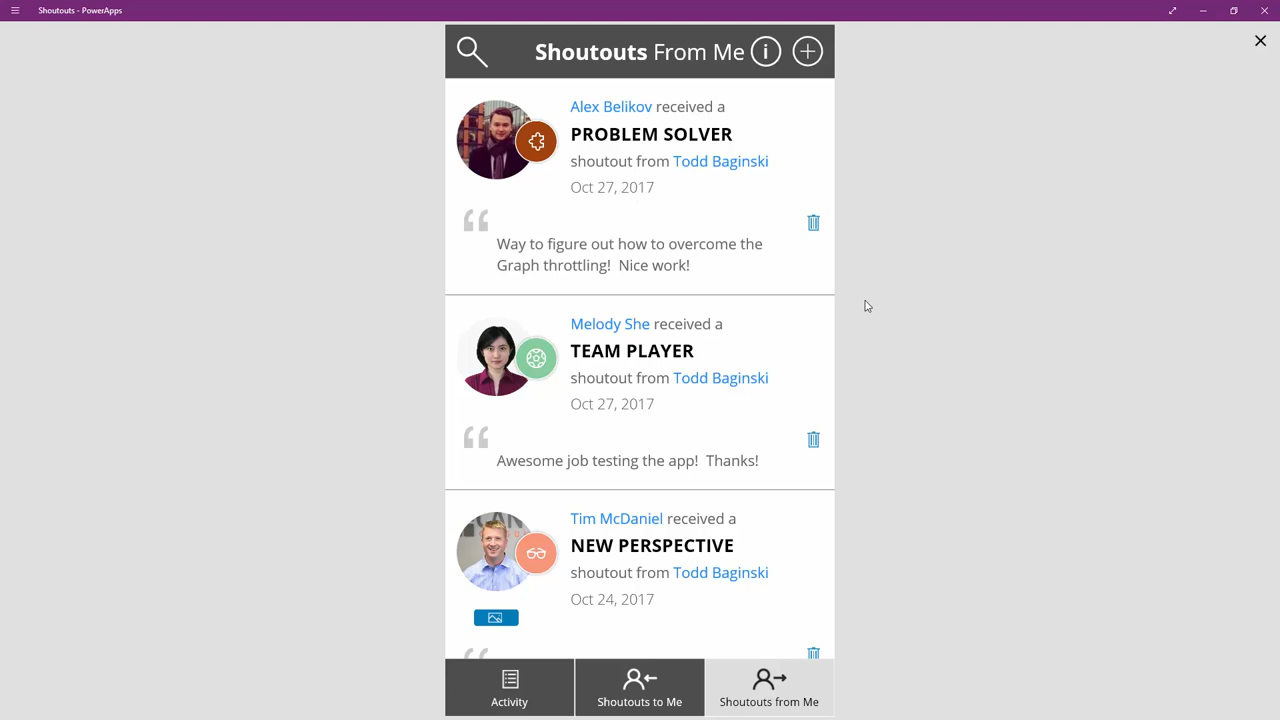 Shoutouts - PowerApps
Shoutouts From Me
Alex Belikov received a
PROBLEM SOLVER
shoutout from Todd Baginski
Oct 27, 2017
Way to figure out how to overcome the
Graph throttling!  Nice work!
Melody She received a
TEAM PLAYER
shoutout from Todd Baginski
Oct 27, 2017
Awesome job testing the app!  Thanks!
Tim McDaniel received a
NEW PERSPECTIVE
shoutout from Todd Baginski
Oct 24, 2017
Activity
Shoutouts to Me
Shoutouts from Me